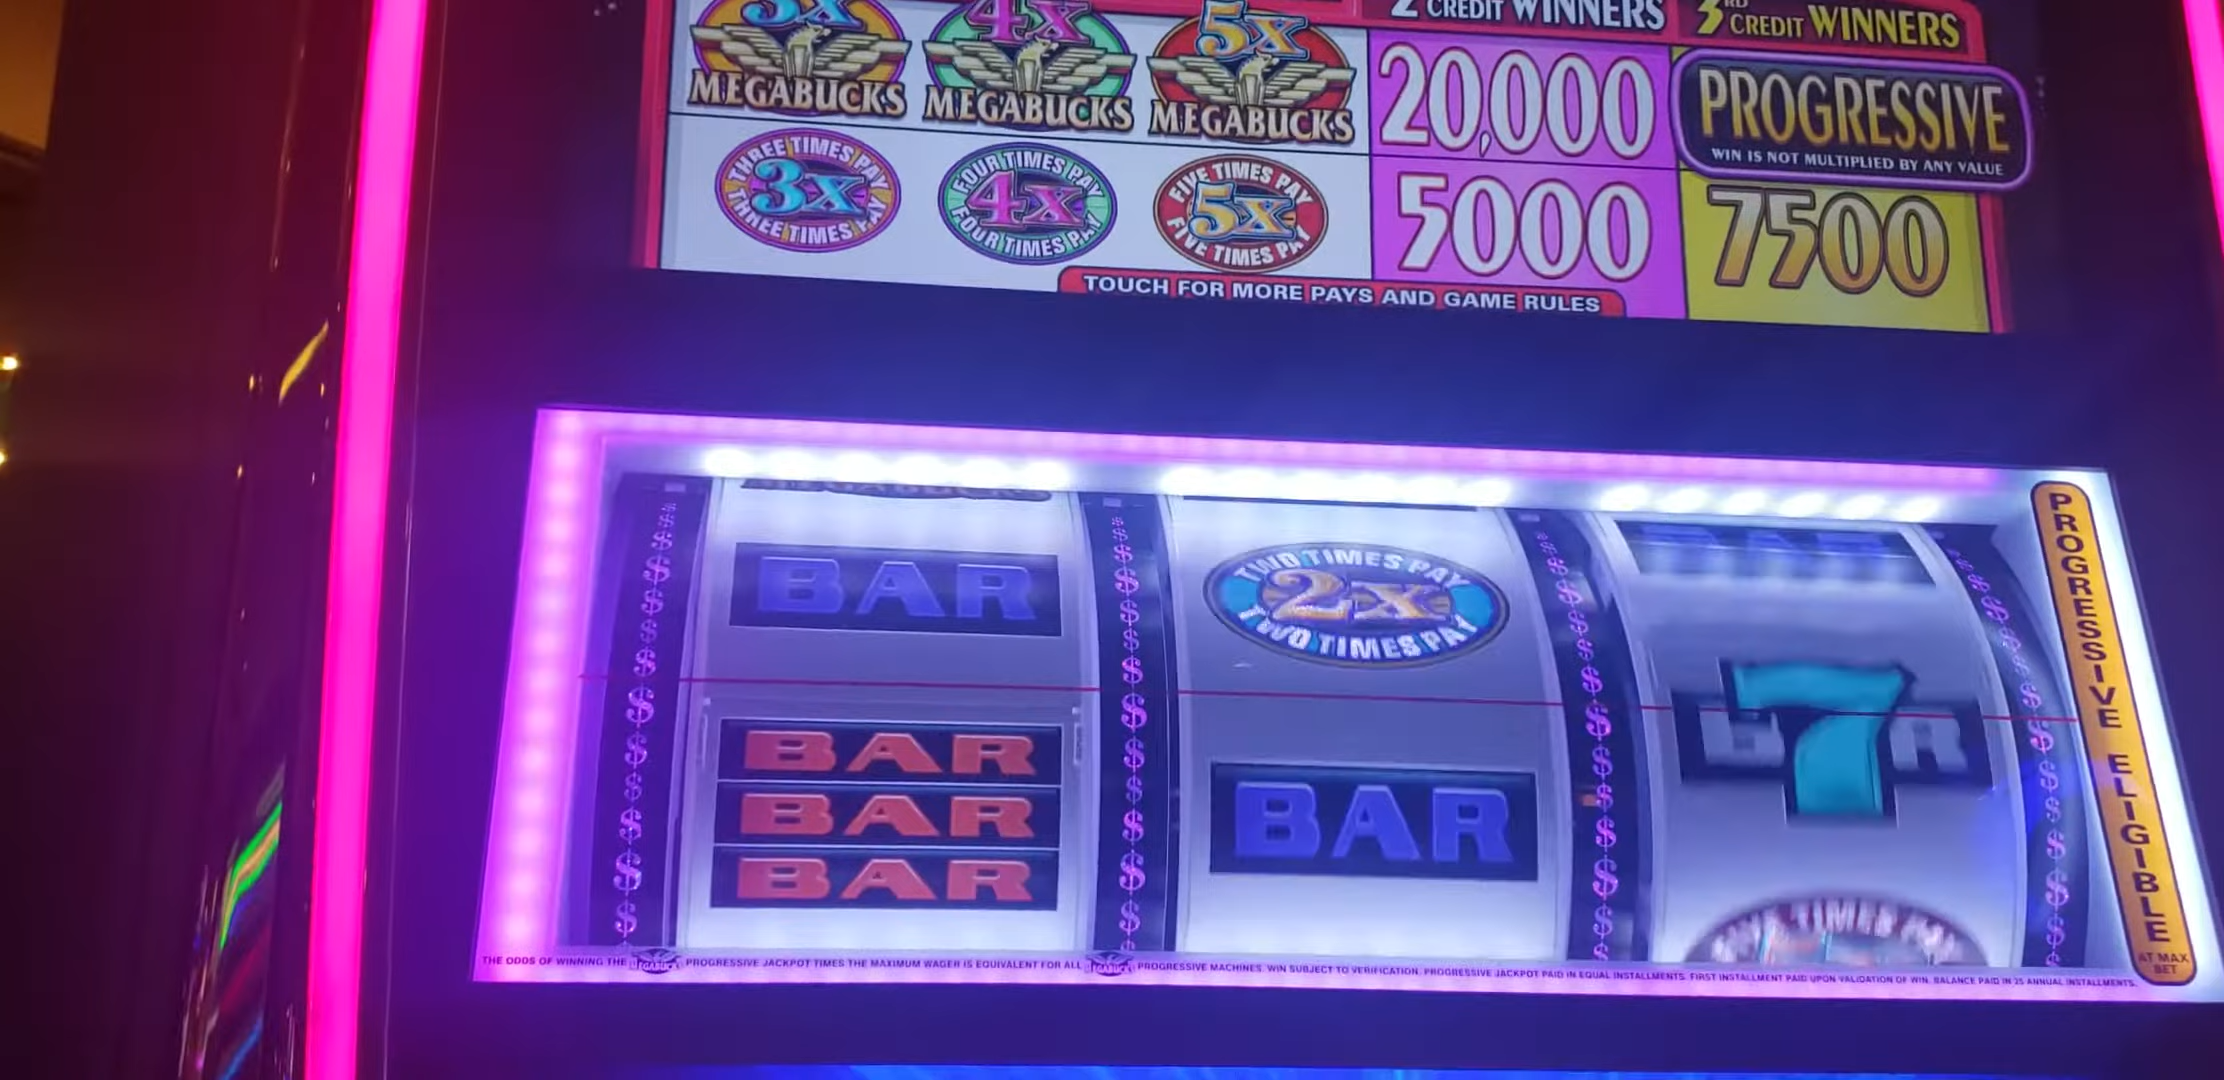 2 CREDIT WINNERS
3RD CREDIT WINNERS
3X MEGABUCKS
4X MEGABUCKS
5X MEGABUCKS
20,000
PROGRESSIVE
WIN IS NOT MULTIPLIED BY ANY VALUE
THREE TIMES PAY
3X
THREE TIMES PAY
FOUR TIMES PAY
4X
FOUR TIMES PAY
FIVE TIMES PAY
5X
FIVE TIMES PAY
5000
7500
TOUCH FOR MORE PAYS AND GAME RULES
MEGABUCKS
BAR
TWO TIMES PAY
2X
TWO TIMES PAY
BAR
BAR
BAR
BAR
BAR
7
PROGRESSIVE ELIGIBLE
AT MAX
BET
THE ODDS OF WINNING THE MEGABUCKS PROGRESSIVE JACKPOT TIMES THE MAXIMUM WAGER IS EQUIVALENT FOR ALL MEGABUCKS PROGRESSIVE MACHINES. WIN SUBJECT TO VERIFICATION. PROGRESSIVE JACKPOT PAID IN EQUAL INSTALLMENTS. FIRST INSTALLMENT PAID UPON VALIDATION OF WIN. BALANCE PAID IN 25 ANNUAL INSTALLMENTS.